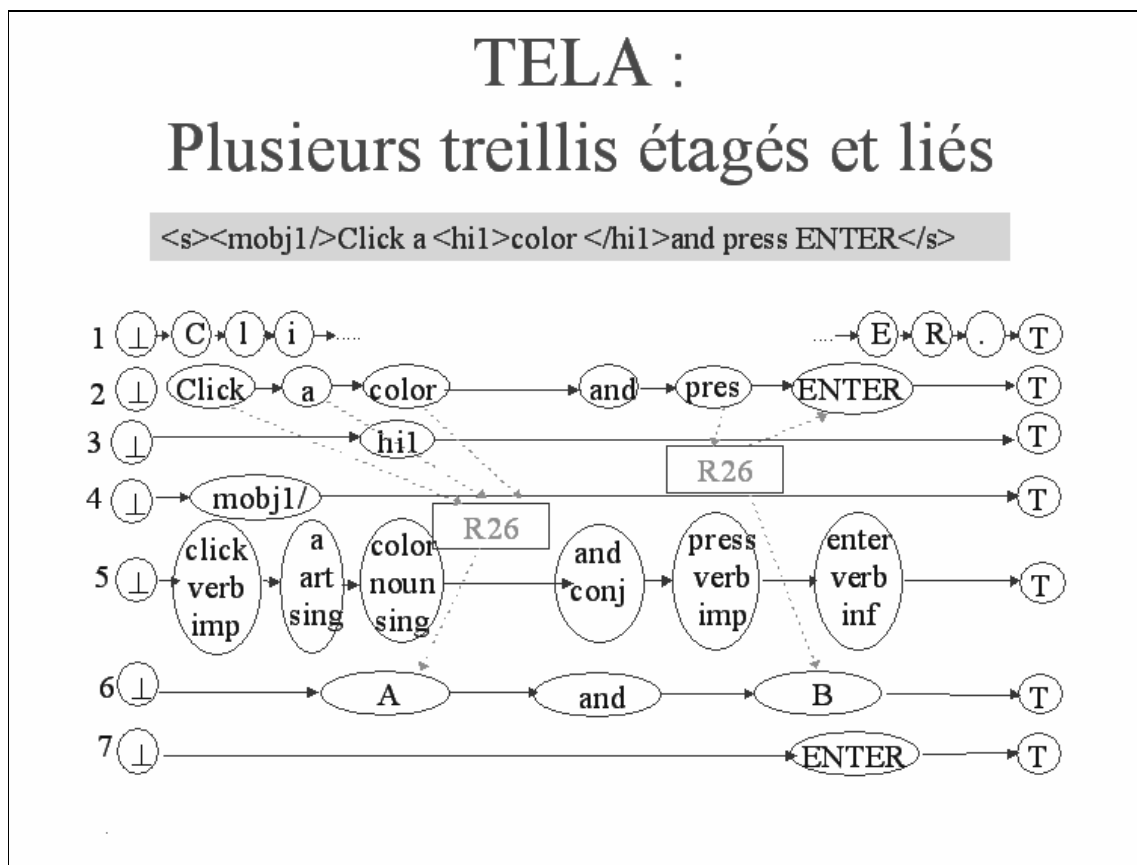 TELA :
Plusieurs treillis étagés et liés
<s><mobj1/>Click a <hi1>color </hi1>and press ENTER</s>
1 ⊥ C l i ..... .... E R . T
2 ⊥ Click a color and pres ENTER T
3 ⊥ hi1 T
R26
4 ⊥ mobj1/ T
R26
5 ⊥ click verb imp a art sing color noun sing and conj press verb imp enter verb inf T
6 ⊥ A and B T
7 ⊥ ENTER T